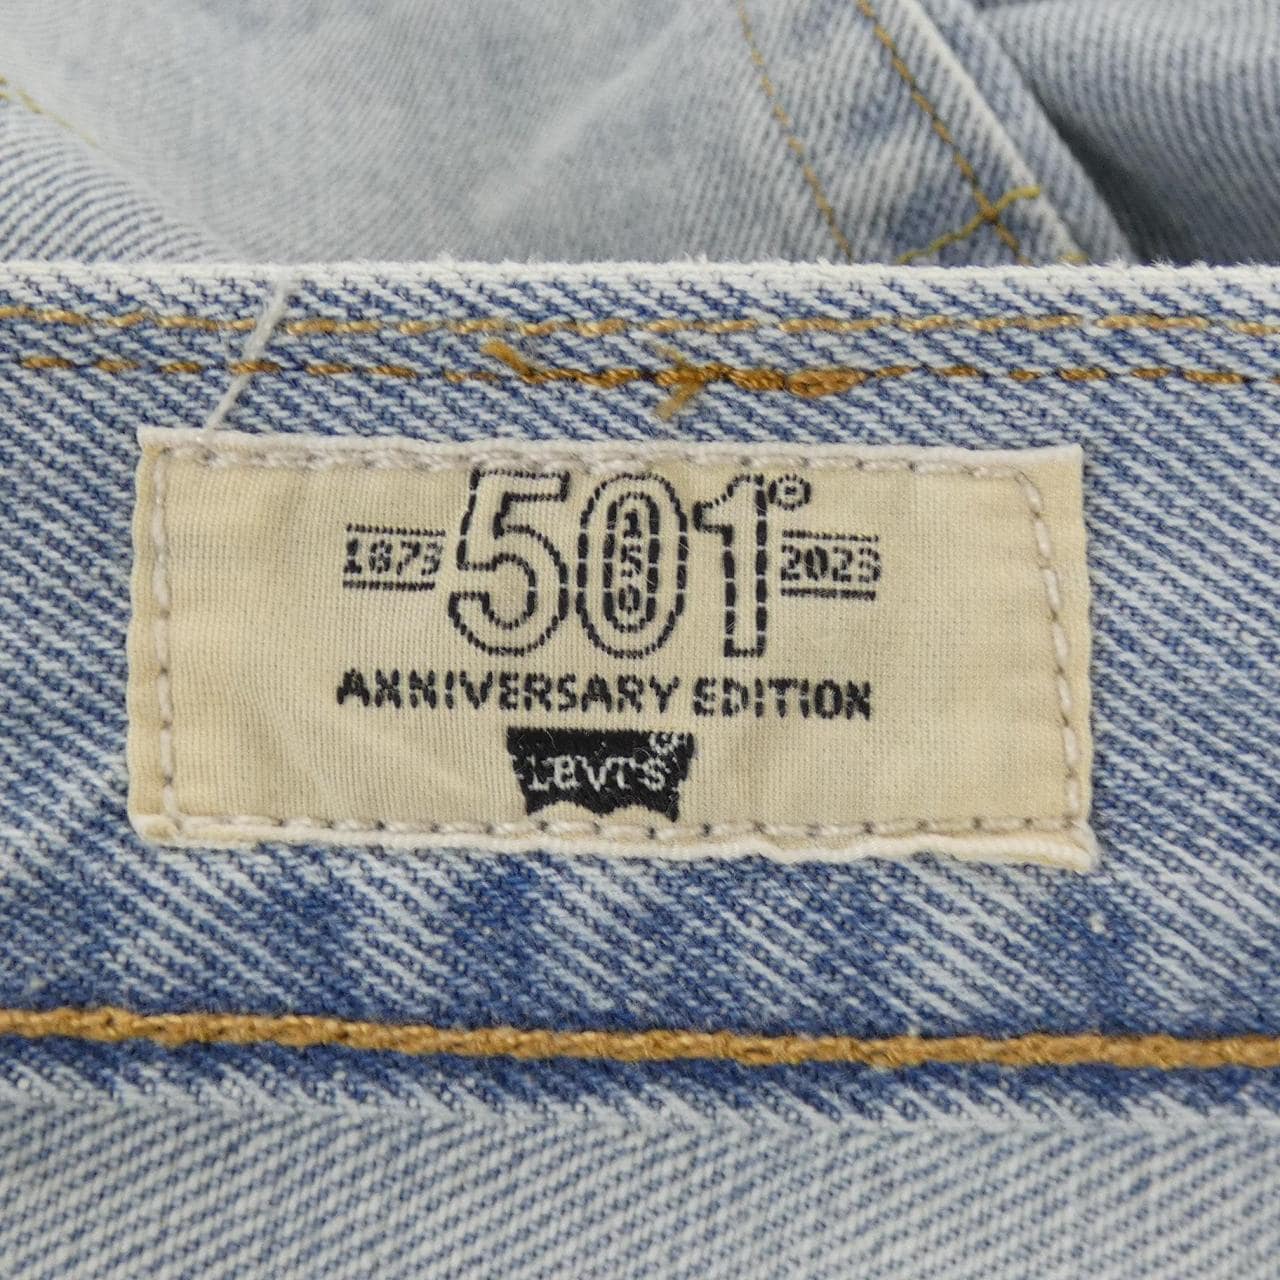 1873 501® 2023
150
ANNIVERSARY EDITION
LEVI'S®